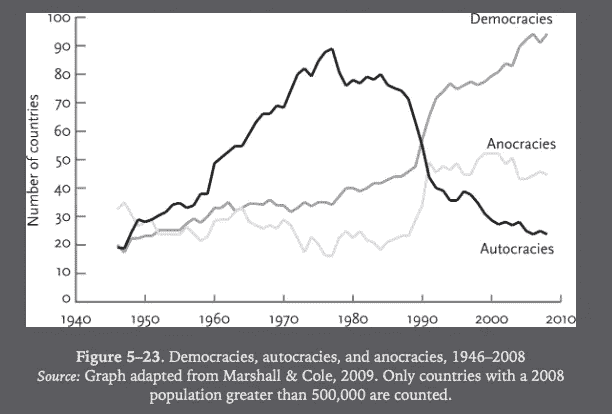 Democracies
Anocracies
Autocracies
Number of countries
100
90
80
70
60
50
40
30
20
10
0
1940 1950 1960 1970 1980 1990 2000 2010
Figure 5–23. Democracies, autocracies, and anocracies, 1946–2008
Source: Graph adapted from Marshall & Cole, 2009. Only countries with a 2008
population greater than 500,000 are counted.